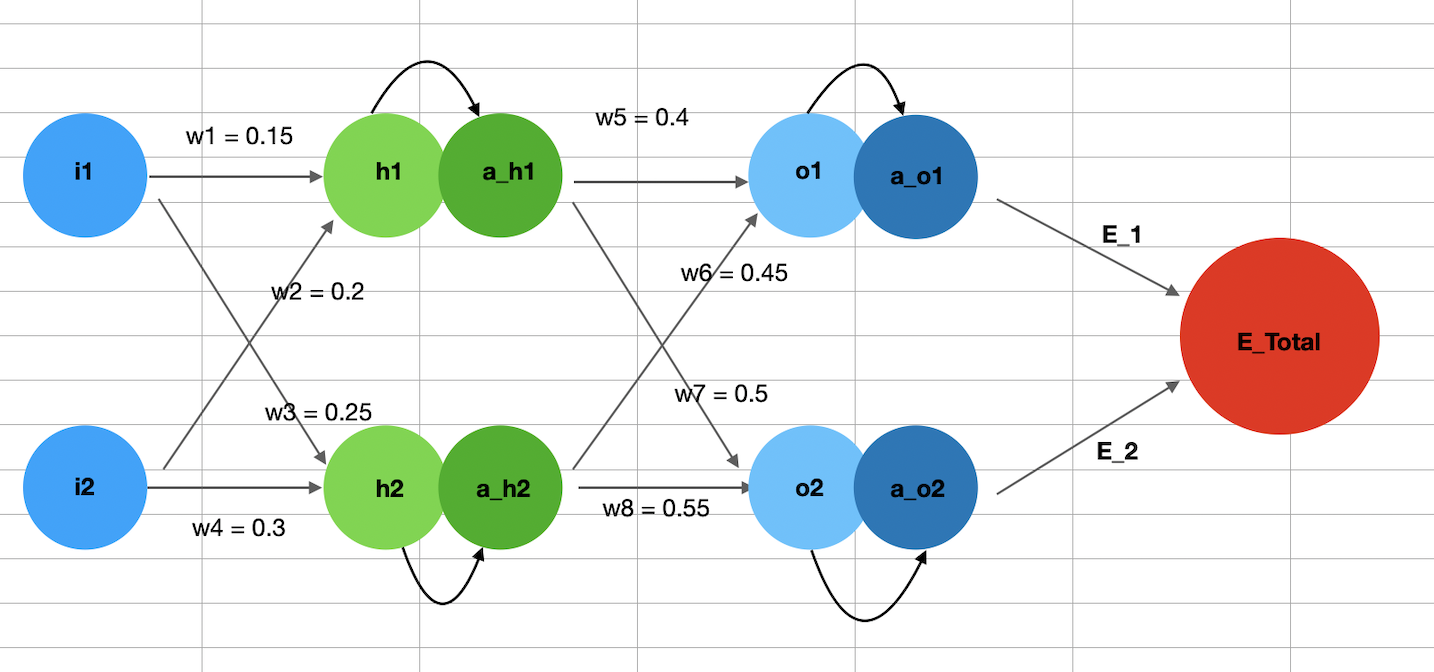 w1 = 0.15
w5 = 0.4
i1
h1
a_h1
o1
a_o1
E_1
w2 = 0.2
w6 = 0.45
E_Total
w3 = 0.25
w7 = 0.5
E_2
i2
h2
a_h2
o2
a_o2
w4 = 0.3
w8 = 0.55